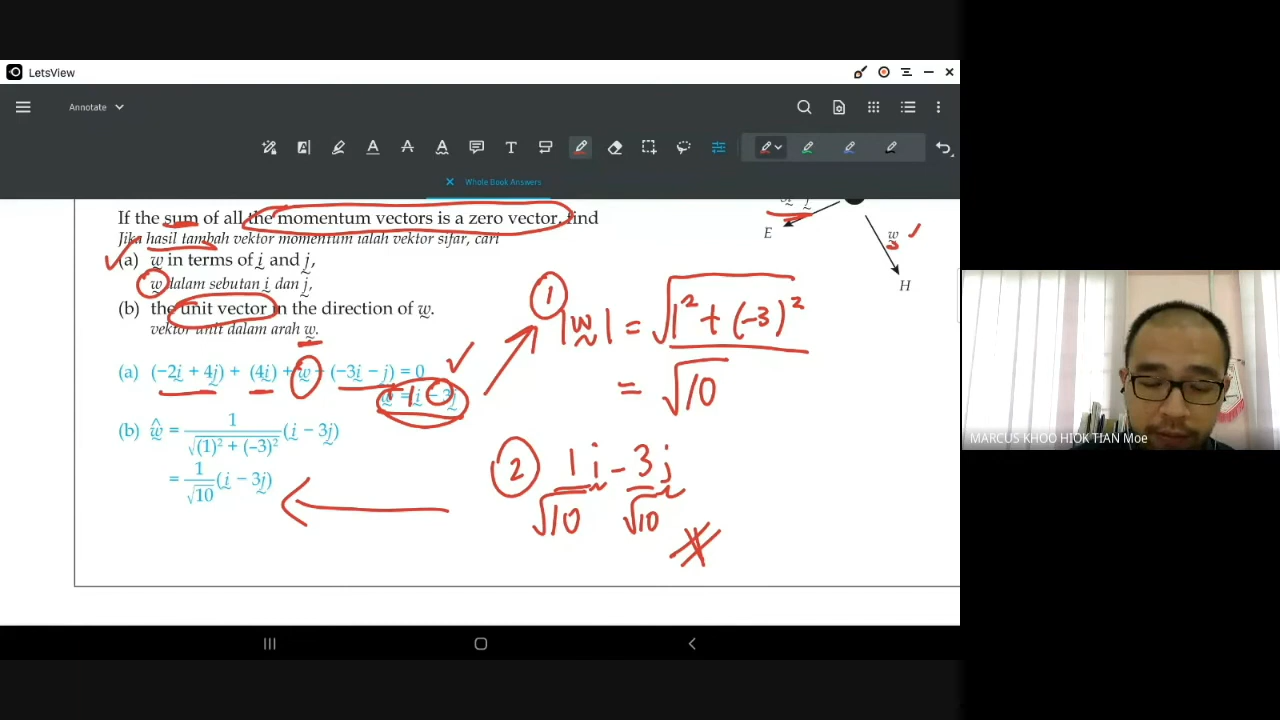 LetsView
Annotate
Whole Book Answers
If the sum of all the momentum vectors is a zero vector, find
Jika hasil tambah vektor momentum ialah vektor sifar, cari
(a) w in terms of i and j,
w dalam sebutan i dan j,
(b) the unit vector in the direction of w.
vektor unit dalam arah w.
E
w
H
(a) (−2i + 4j) + (4i) + w + (−3i − j) = 0
w = i − 3j
(b) ŵ = 1/√((1)² + (−3)²) (i − 3j)
= 1/√10 (i − 3j)
1
|w| = √(1² + (-3)²)
= √10
2
1i/√10 - 3j/√10
MARCUS KHOO HIOK TIAN Moe